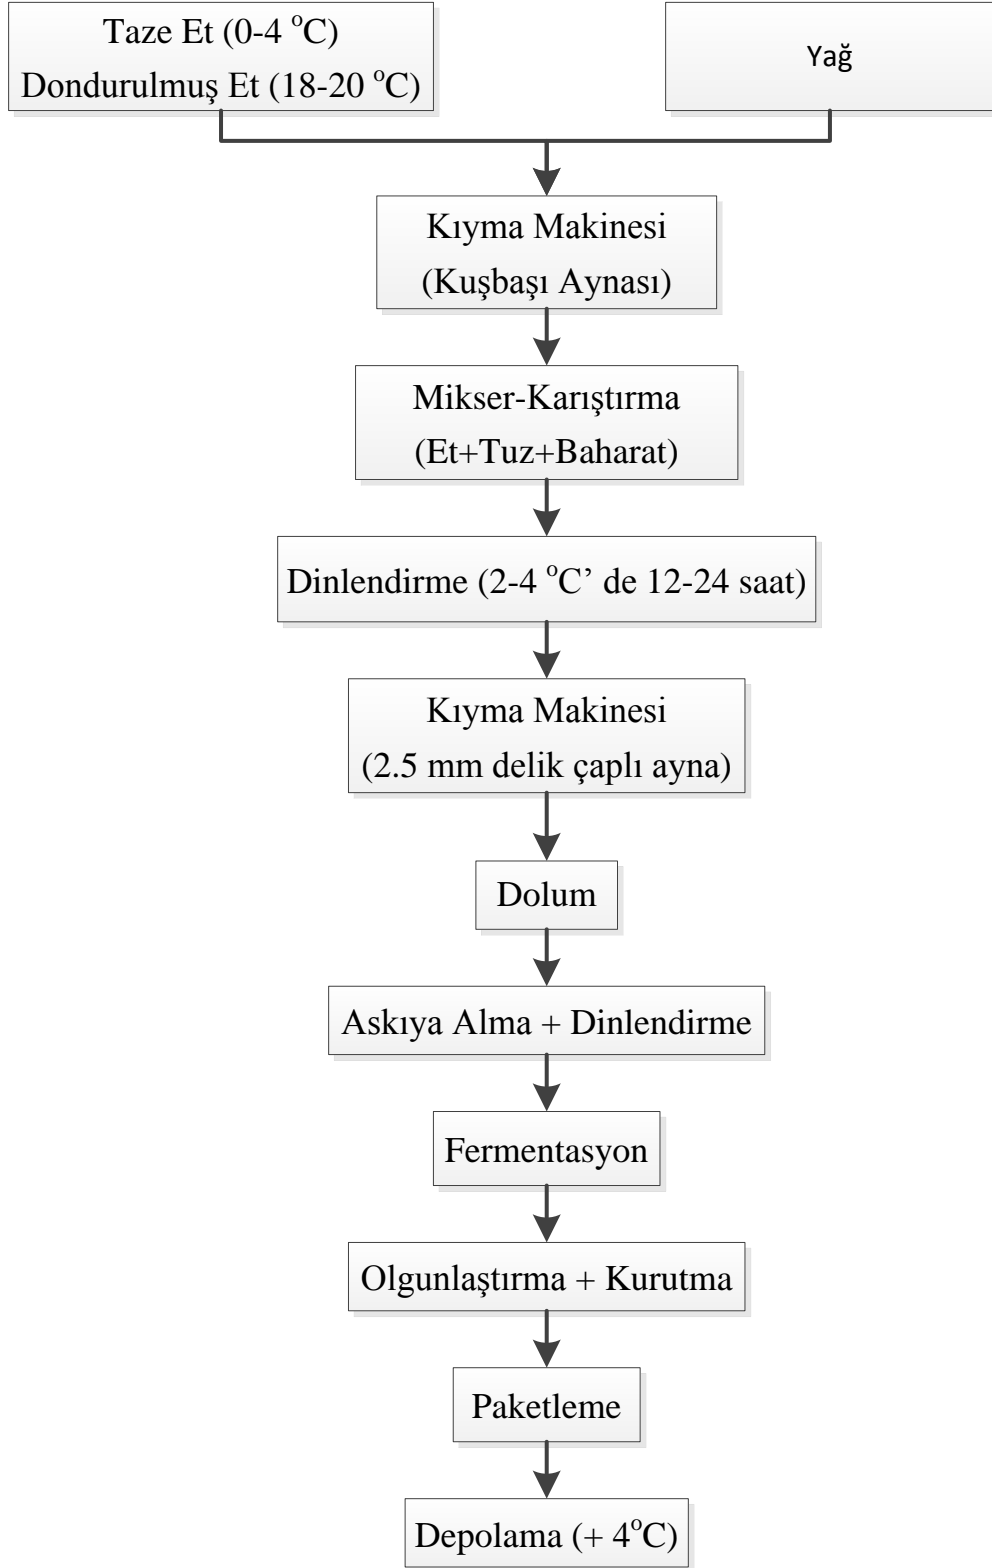 Taze Et (0-4 °C)
Dondurulmuş Et (18-20 °C)
Yağ
Kıyma Makinesi
(Kuşbaşı Aynası)
Mikser-Karıştırma
(Et+Tuz+Baharat)
Dinlendirme (2-4 °C’ de 12-24 saat)
Kıyma Makinesi
(2.5 mm delik çaplı ayna)
Dolum
Askıya Alma + Dinlendirme
Fermentasyon
Olgunlaştırma + Kurutma
Paketleme
Depolama (+ 4°C)